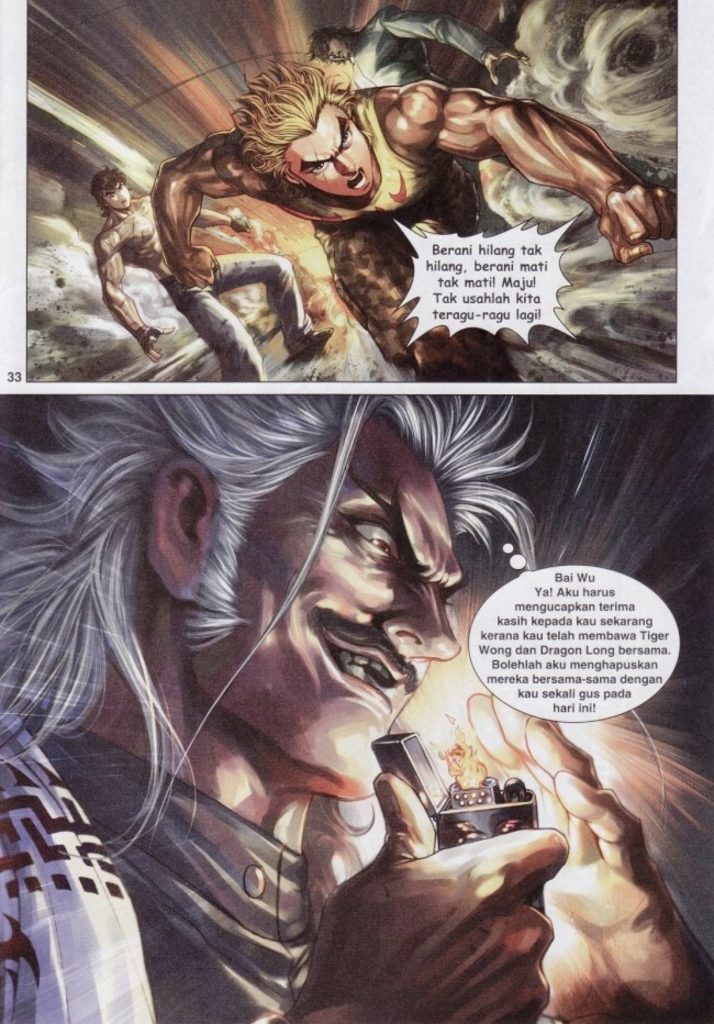 Berani hilang tak
hilang, berani mati
tak mati! Maju!
Tak usahlah kita
teragu-ragu lagi!
33
Bai Wu
Ya! Aku harus
mengucapkan terima
kasih kepada kau sekarang
kerana kau telah membawa Tiger
Wong dan Dragon Long bersama.
Bolehlah aku menghapuskan
mereka bersama-sama dengan
kau sekali gus pada
hari ini!